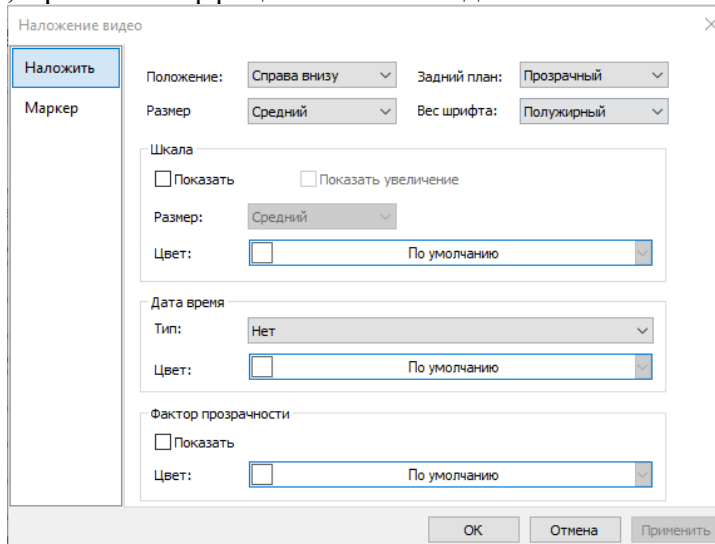 Наложение видео
Наложить
Маркер
Положение: Справа внизу Задний план: Прозрачный
Размер Средний Вес шрифта: Полужирный
Шкала
Показать Показать увеличение
Размер: Средний
Цвет: По умолчанию
Дата время
Тип: Нет
Цвет: По умолчанию
Фактор прозрачности
Показать
Цвет: По умолчанию
OK Отмена Применить